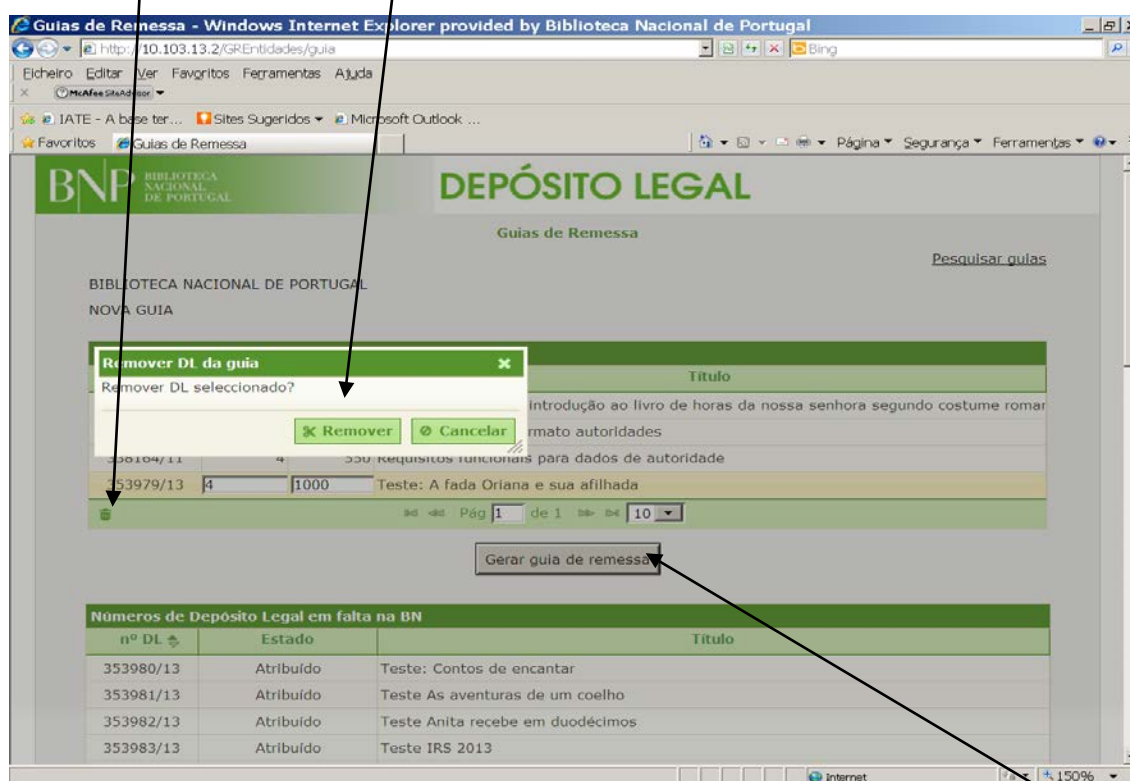 Guias de Remessa - Windows Internet Explorer provided by Biblioteca Nacional de Portugal
http://10.103.13.2/GREntidades/guia
Bing
Ficheiro Editar Ver Favoritos Ferramentas Ajuda
McAfee SiteAdvisor
IATE - A base ter... Sites Sugeridos Microsoft Outlook ...
Favoritos Guias de Remessa Página Segurança Ferramentas
BNP BIBLIOTECA NACIONAL DE PORTUGAL
DEPÓSITO LEGAL
Guias de Remessa
Pesquisar guias
BIBLIOTECA NACIONAL DE PORTUGAL
NOVA GUIA
Remover DL da guia
Título
Remover DL seleccionado?
introdução ao livro de horas da nossa senhora segundo costume romar
Remover Cancelar
rmato autoridades
358164/11 4 550 Requisitos funcionais para dados de autoridade
353979/13 4 1000 Teste: A fada Oriana e sua afilhada
Pág 1 de 1 10
Gerar guia de remessa
Números de Depósito Legal em falta na BN
nº DL Estado Título
353980/13 Atribuído Teste: Contos de encantar
353981/13 Atribuído Teste As aventuras de um coelho
353982/13 Atribuído Teste Anita recebe em duodécimos
353983/13 Atribuído Teste IRS 2013
Internet 150%